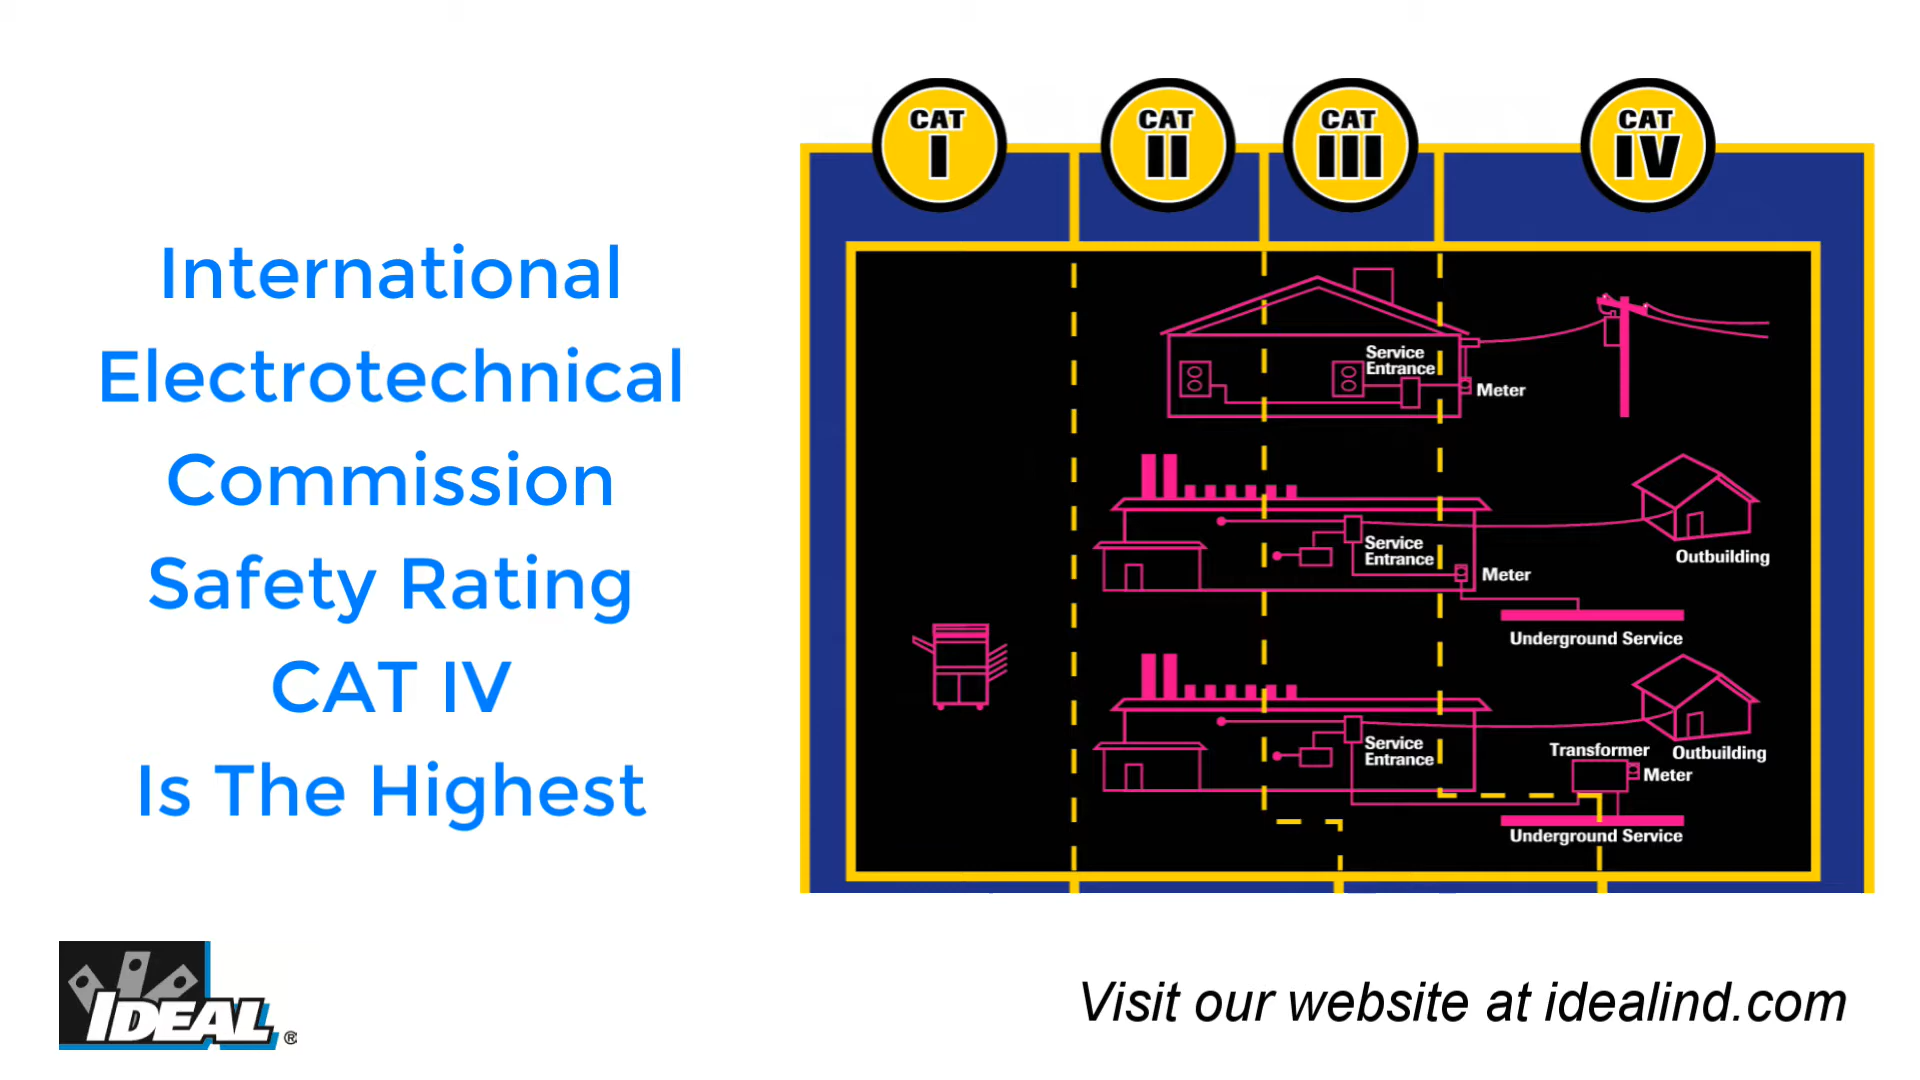 CAT
I
CAT
II
CAT
III
CAT
IV
International
Electrotechnical
Commission
Safety Rating
CAT IV
Is The Highest
Service
Entrance
Meter
Service
Entrance
Meter
Outbuilding
Underground Service
Service
Entrance
Transformer
Outbuilding
Meter
Underground Service
IDEAL®
Visit our website at idealind.com